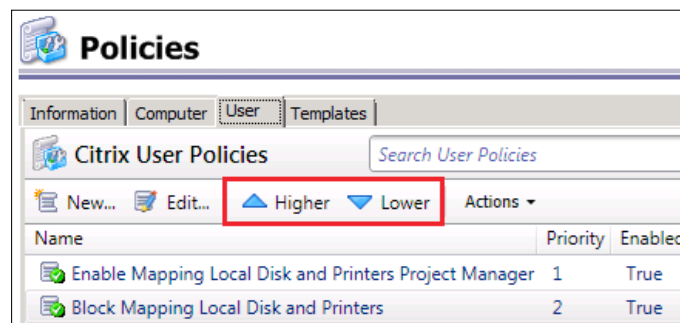 Policies
Information Computer User Templates
Citrix User Policies Search User Policies
New... Edit... Higher Lower Actions
Name Priority Enabled
Enable Mapping Local Disk and Printers Project Manager 1 True
Block Mapping Local Disk and Printers 2 True